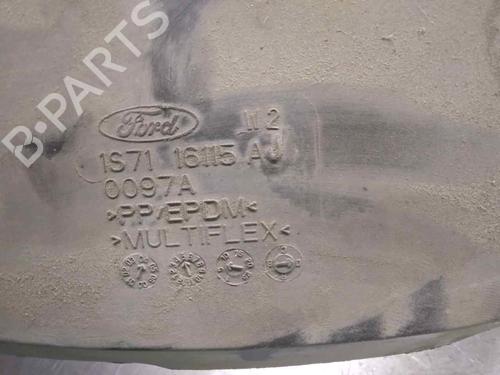 B-PARTS
Ford
1S71 16115 AJ
0097A
>PP/EPDM<
>MULTIFLEX<